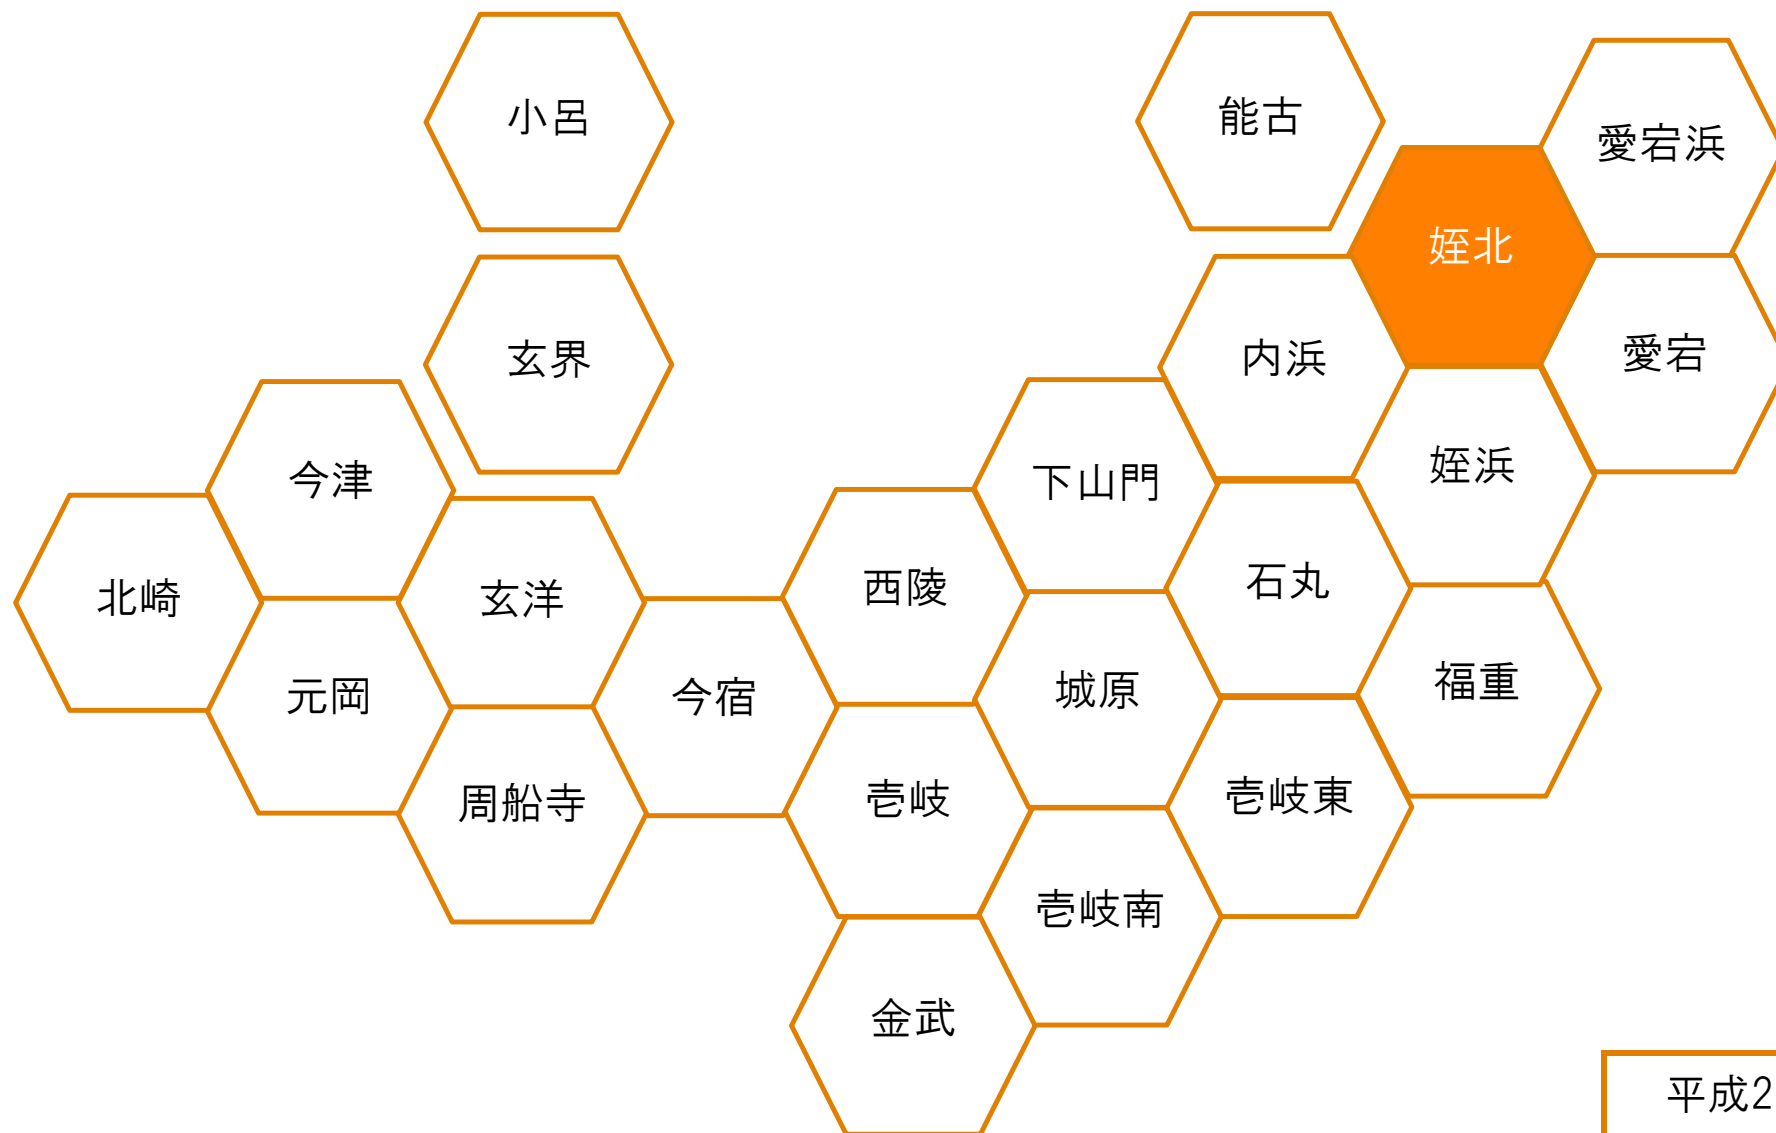 小呂
能古
愛宕浜
姪北
玄界
内浜
愛宕
今津
下山門
姪浜
北崎
玄洋
西陵
石丸
元岡
今宿
城原
福重
周船寺
壱岐
壱岐東
壱岐南
金武
平成2